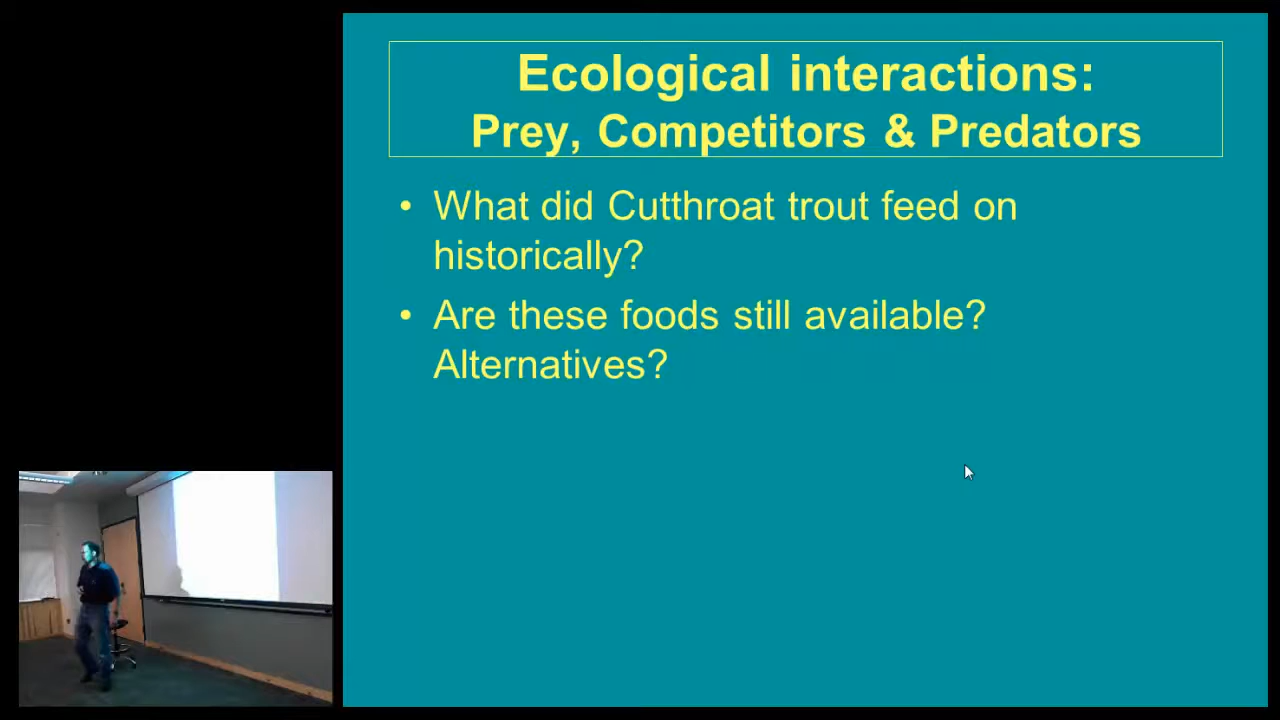 Ecological interactions:
Prey, Competitors & Predators
• What did Cutthroat trout feed on
historically?
• Are these foods still available?
Alternatives?